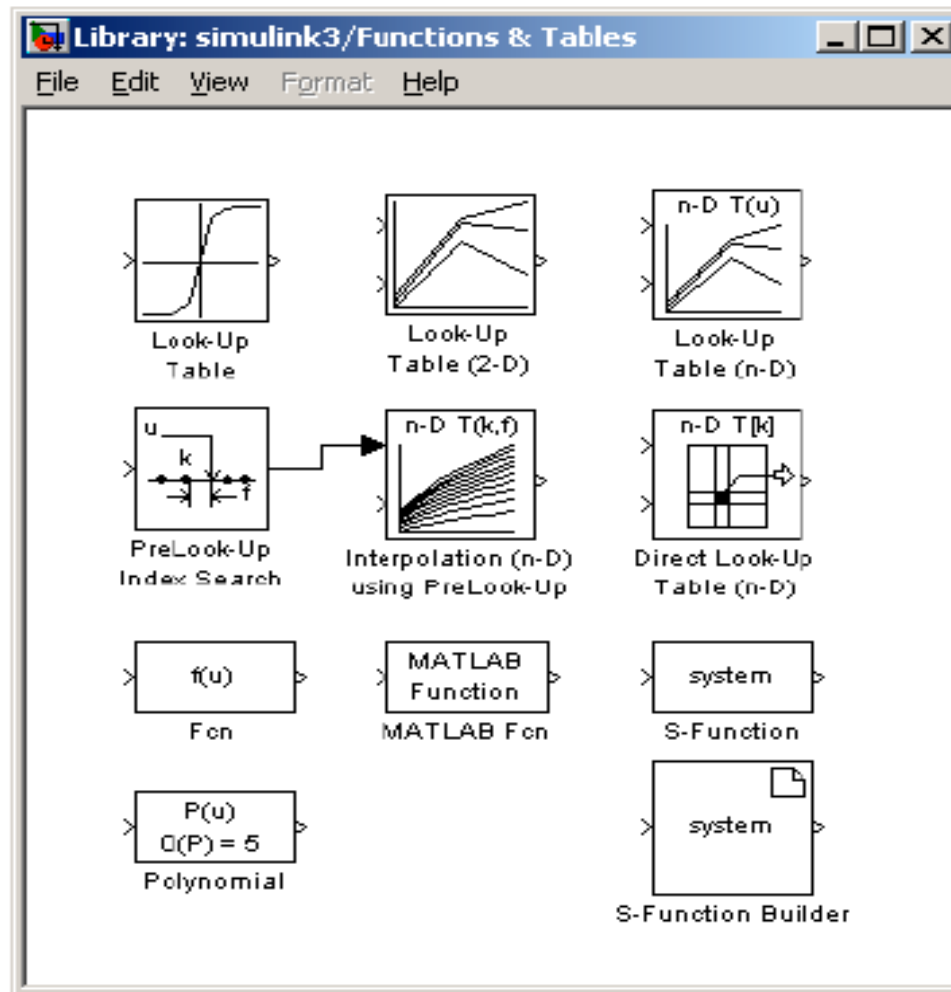 Library: simulink3/Functions & Tables
File Edit View Format Help
Look-Up
Table
Look-Up
Table (2-D)
n-D T(u)
Look-Up
Table (n-D)
u
k
f
PreLook-Up
Index Search
n-D T(k,f)
Interpolation (n-D)
using PreLook-Up
n-D T[k]
Direct Look-Up
Table (n-D)
f(u)
Fcn
MATLAB
Function
MATLAB Fcn
system
S-Function
P(u)
O(P) = 5
Polynomial
system
S-Function Builder